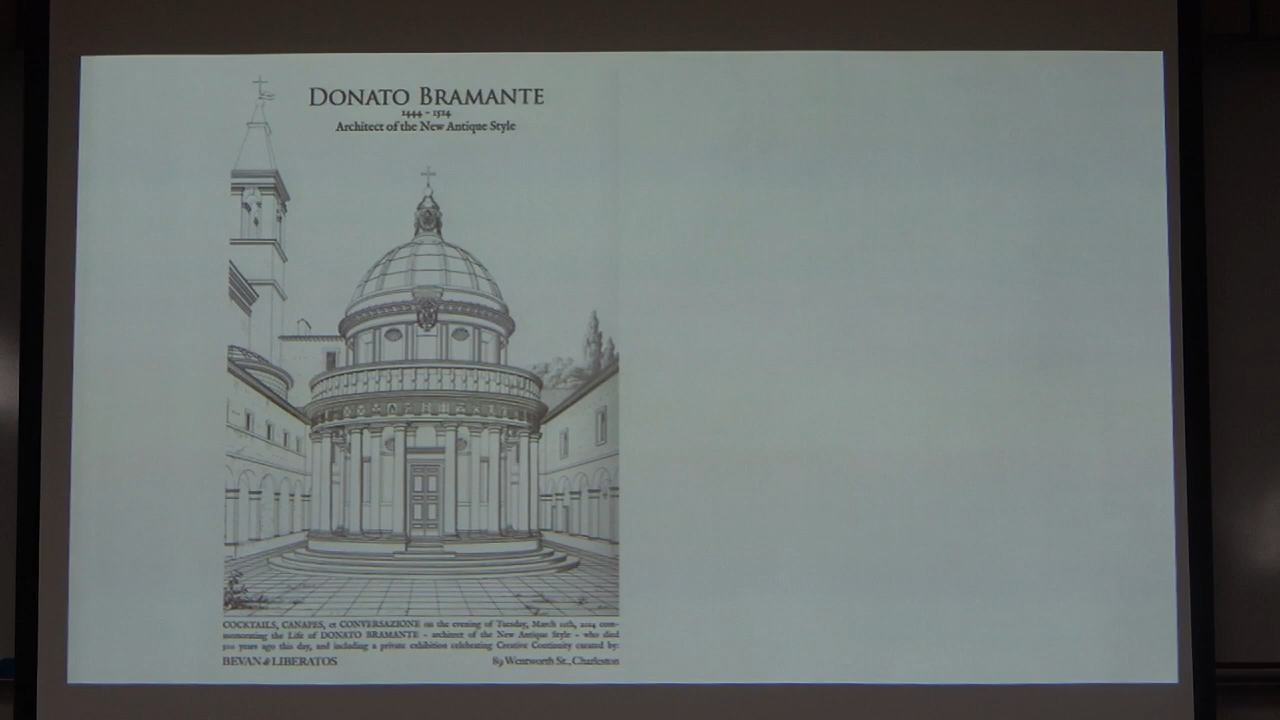 DONATO BRAMANTE
1444 - 1514
Architect of the New Antique Style
COCKTAILS, CANAPES, et CONVERSAZIONE on the evening of Tuesday, March 11th, 2014 com-
memorating the Life of DONATO BRAMANTE - architect of the New Antique Style - who died
500 years ago this day, and including a private exhibition celebrating Creative Continuity curated by:
BEVAN & LIBERATOS
89 Wentworth St., Charleston